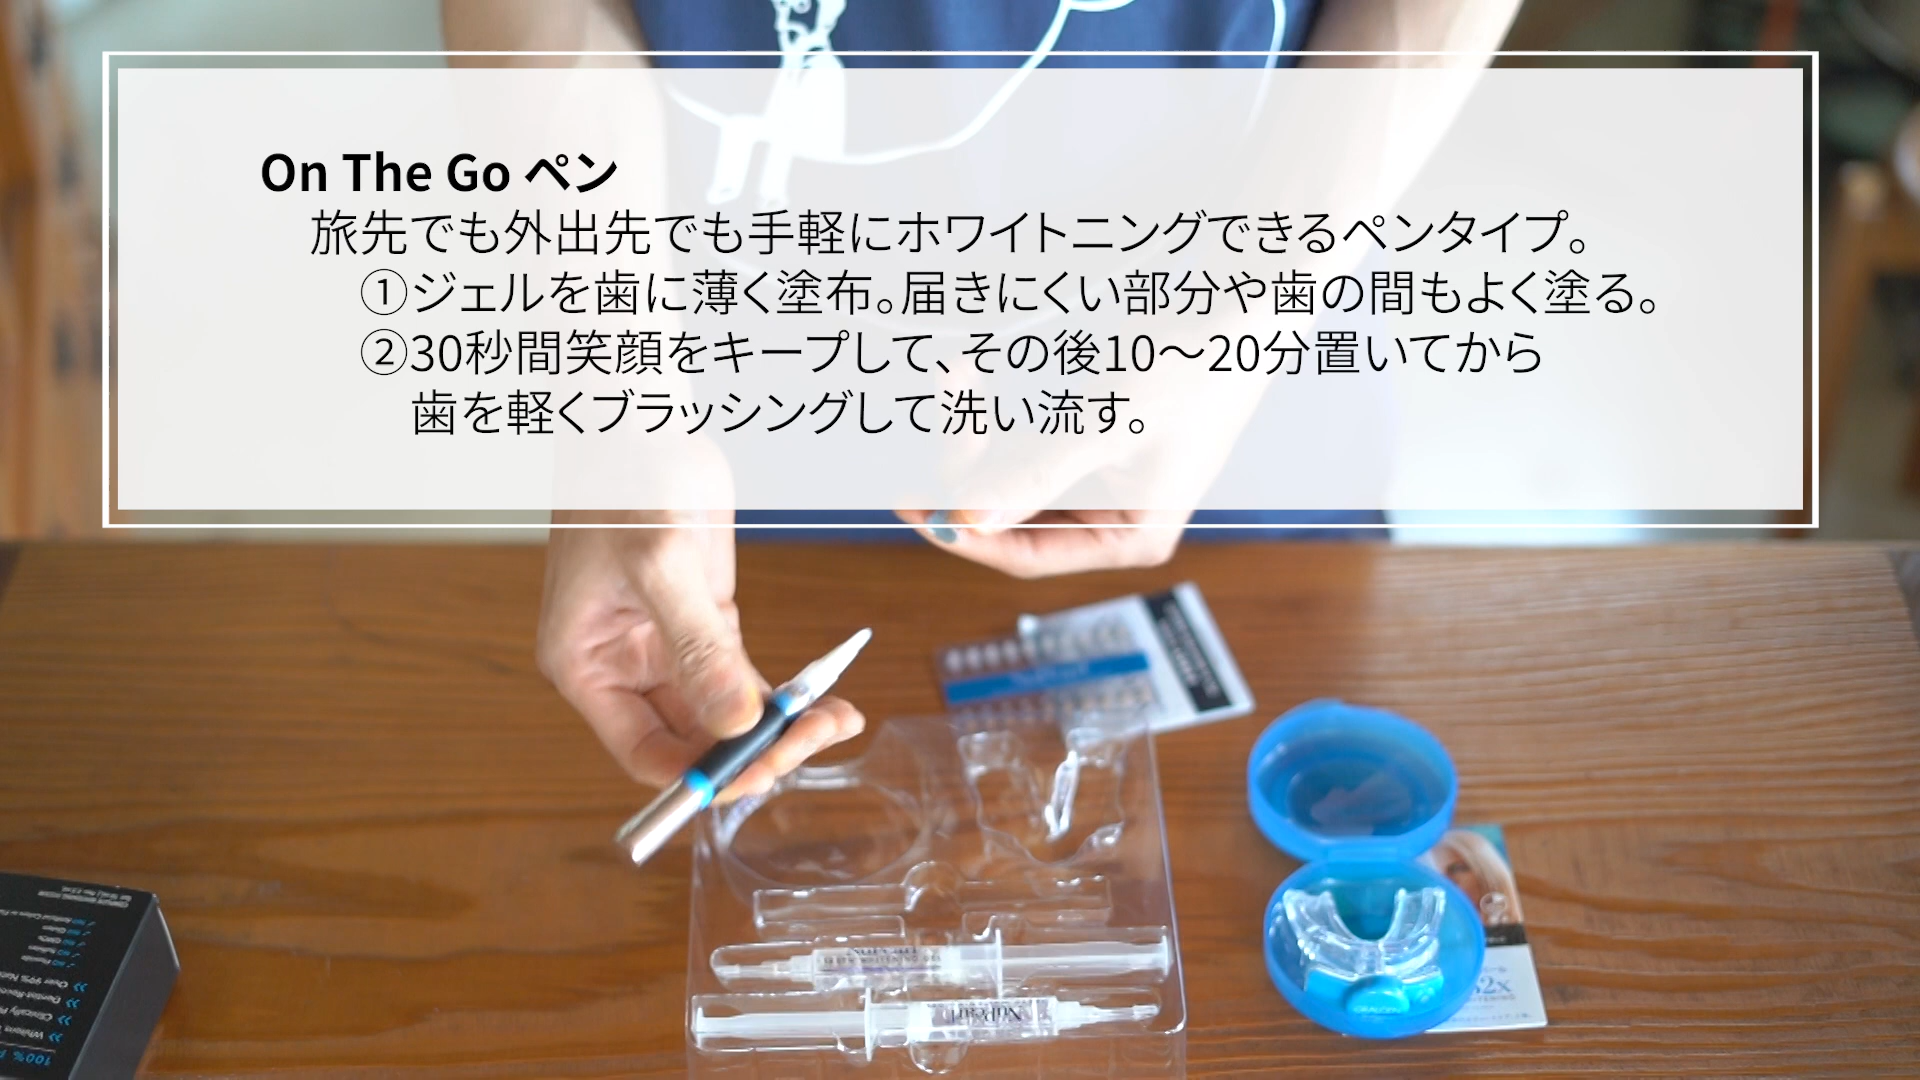 On The Go ペン
旅先でも外出先でも手軽にホワイトニングできるペンタイプ。
①ジェルを歯に薄く塗布。届きにくい部分や歯の間もよく塗る。
②30秒間笑顔をキープして、その後10～20分置いてから
歯を軽くブラッシングして洗い流す。
NuPearl
32x
100%